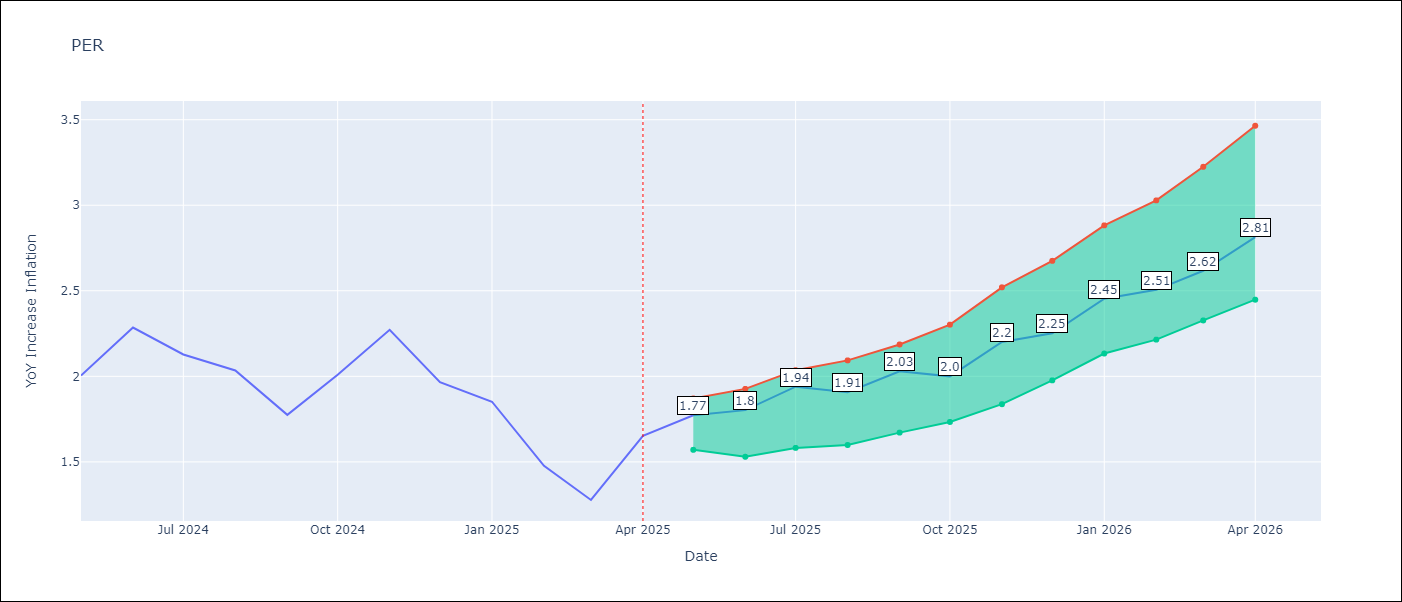 PER
YoY Increase Inflation
3.5
3
2.5
2
1.5
1.77
1.8
1.94
1.91
2.03
2.0
2.2
2.25
2.45
2.51
2.62
2.81
Jul 2024
Oct 2024
Jan 2025
Apr 2025
Jul 2025
Oct 2025
Jan 2026
Apr 2026
Date